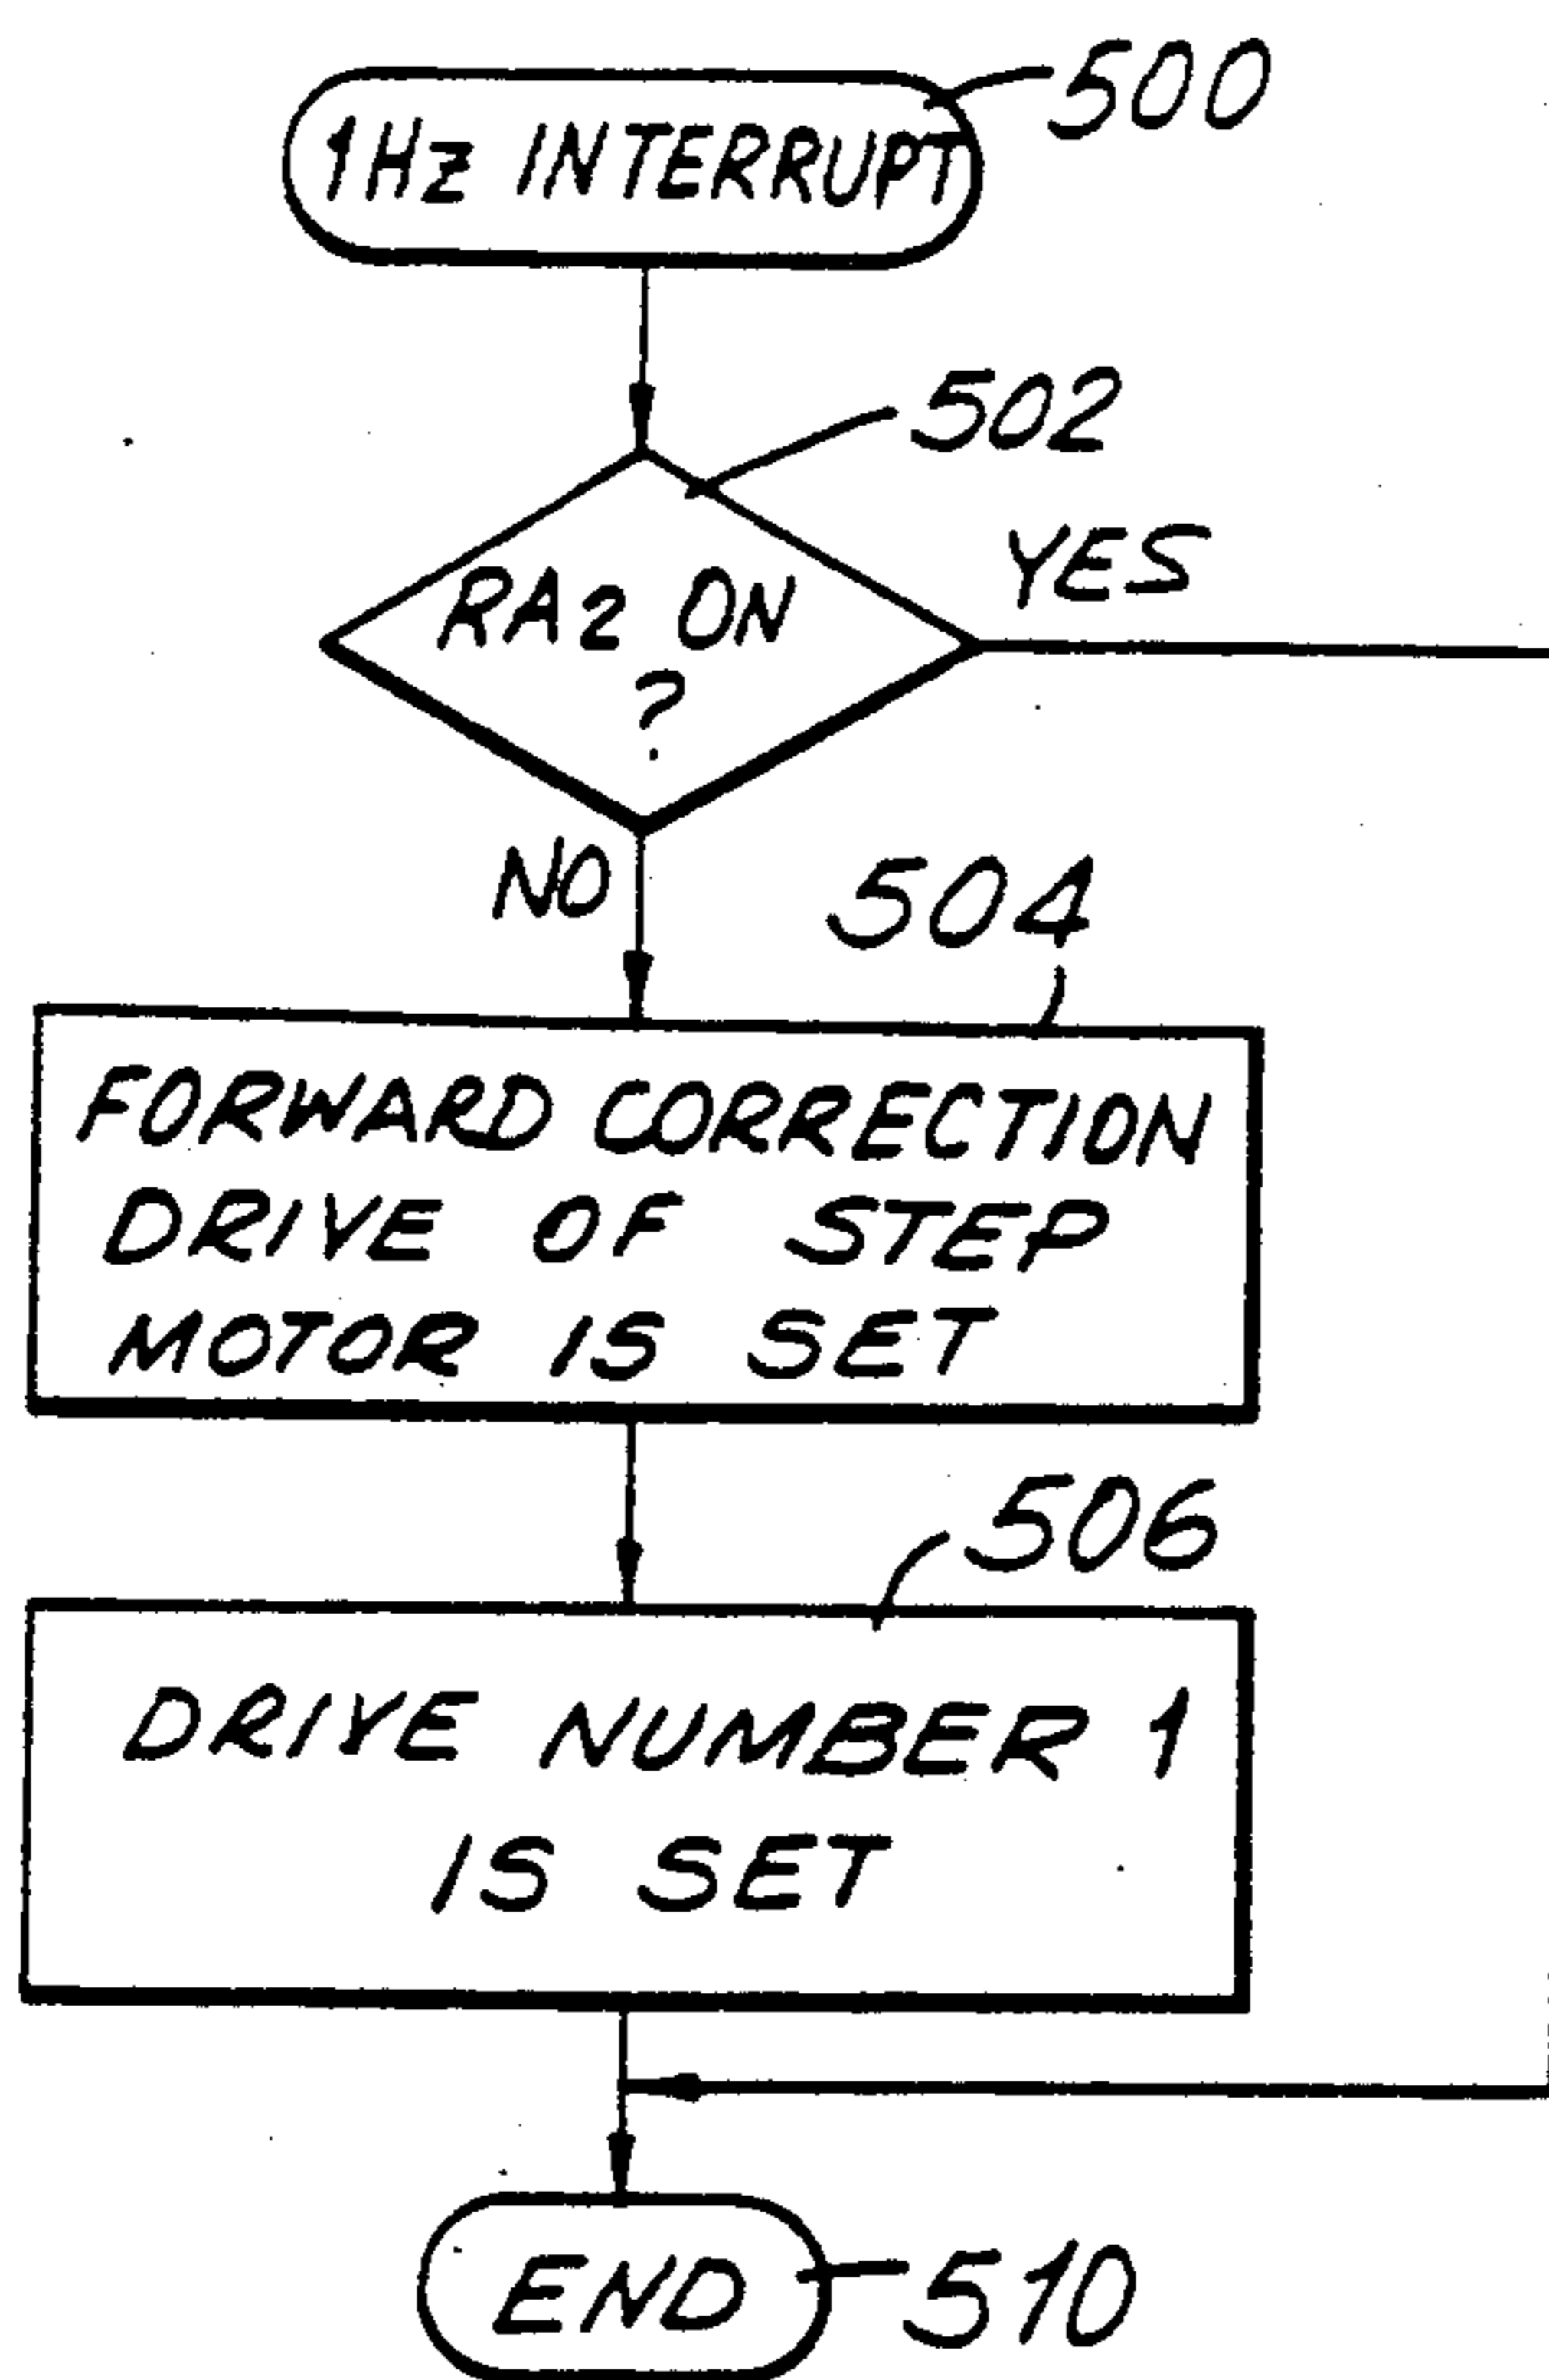 500
1Hz INTERRUPT
502
YES
RA2 ON
?
NO
504
FORWARD CORRECTION
DRIVE OF STEP
MOTOR IS SET
506
DRIVE NUMBER 1
IS SET
END
510